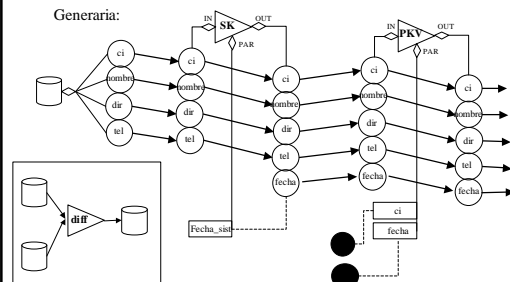 Generaria:
IN
SK
OUT
PAR
IN
PKV
OUT
PAR
ci
nombre
dir
tel
ci
nombre
dir
tel
ci
nombre
dir
tel
fecha
ci
nombre
dir
tel
fecha
ci
nombre
dir
tel
fecha
diff
Fecha_sist
ci
fecha